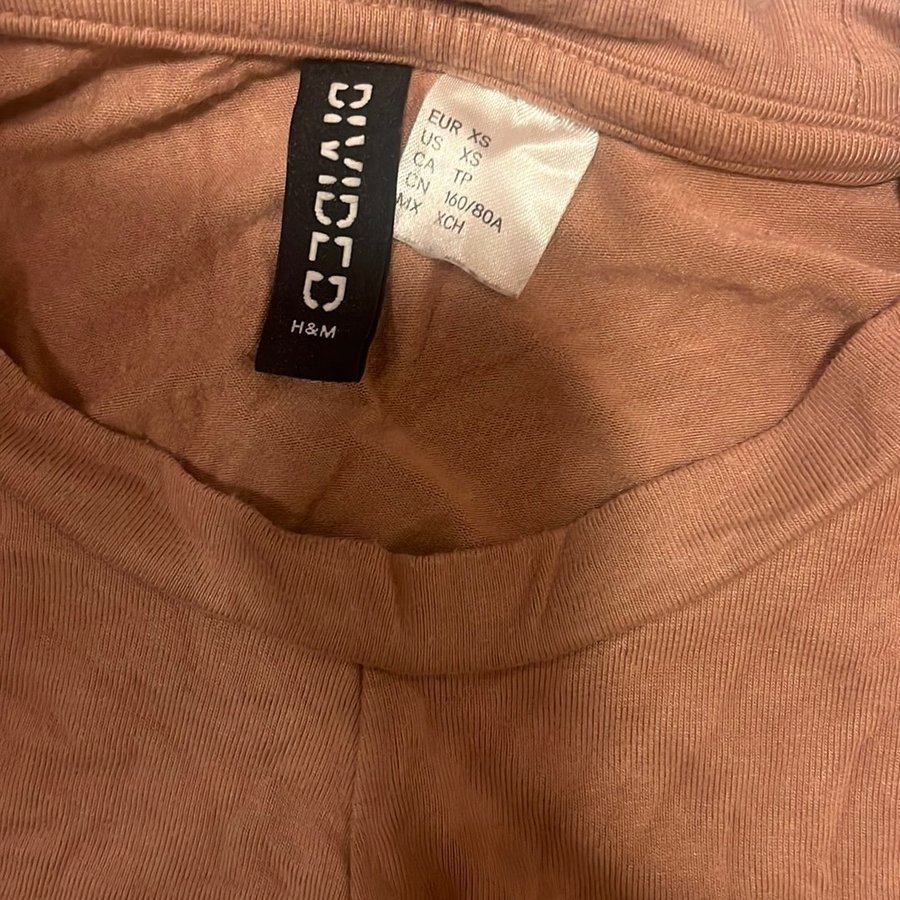 DIVIDED
H&M
EUR XS
US XS
CA TP
CN 160/80A
MX XCH